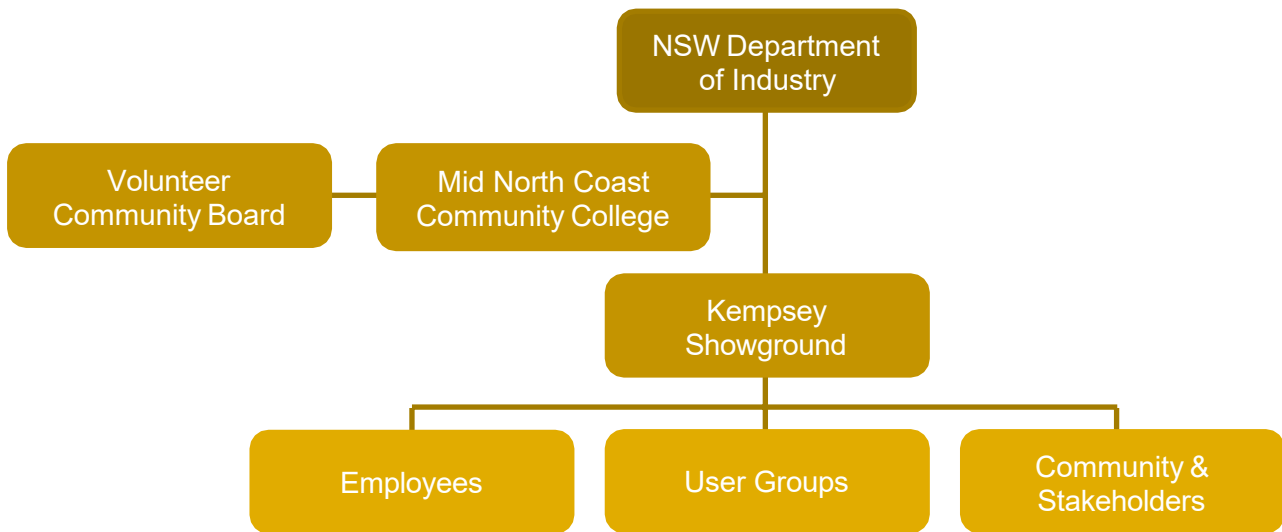 NSW Department
of Industry
Volunteer
Community Board
Mid North Coast
Community College
Kempsey
Showground
Employees
User Groups
Community &
Stakeholders